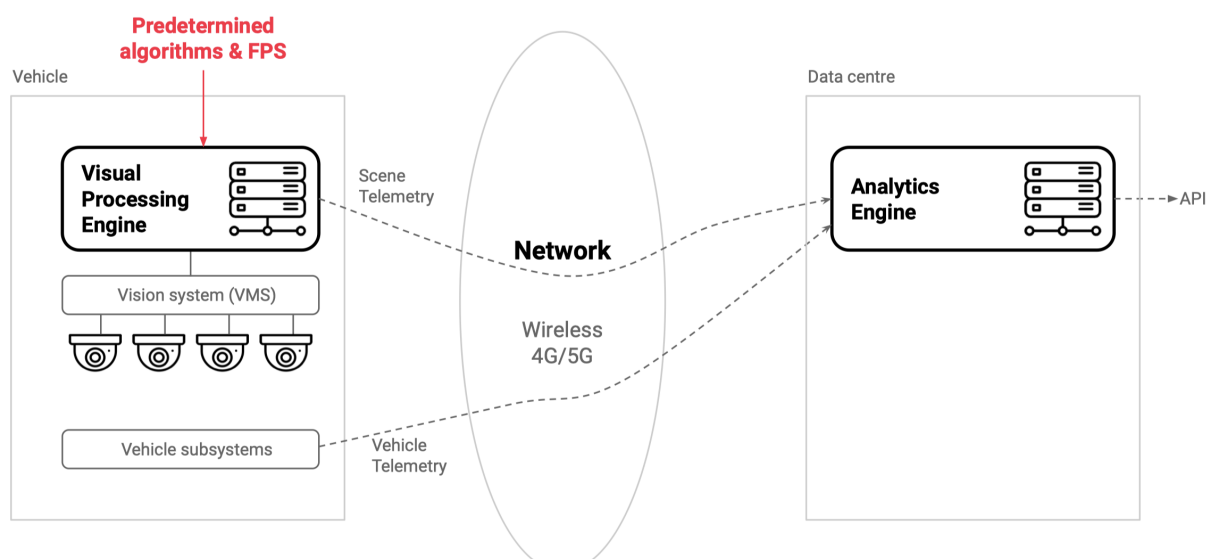 Predetermined
algorithms & FPS
Vehicle
Data centre
Visual
Processing
Engine
Scene
Telemetry
Network
Wireless
4G/5G
Analytics
Engine
API
Vision system (VMS)
Vehicle subsystems
Vehicle
Telemetry